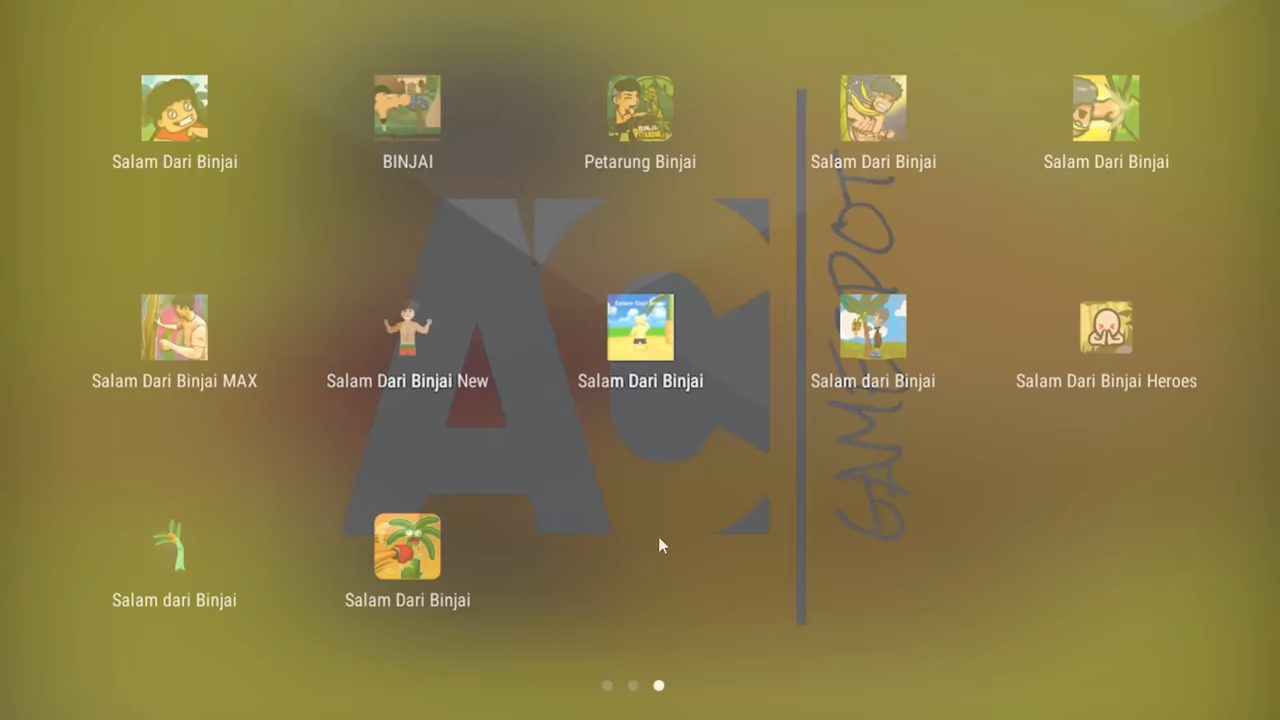 Salam Dari Binjai
BINJAI
Petarung Binjai
Salam Dari Binjai
Salam Dari Binjai
Salam Dari Binjai MAX
Salam Dari Binjai New
Salam Dari Binjai
Salam dari Binjai
Salam Dari Binjai Heroes
Salam dari Binjai
Salam Dari Binjai
GAMEDOT